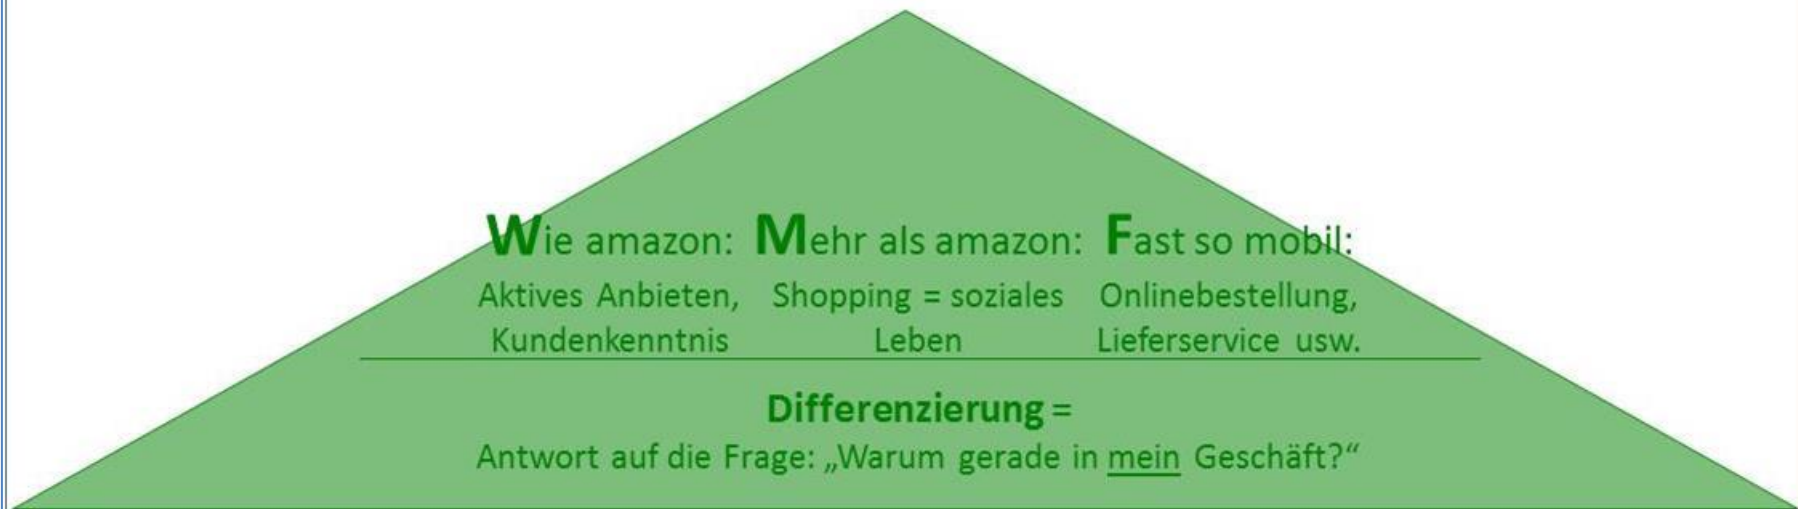 Wie amazon: Mehr als amazon: Fast so mobil:
Aktives Anbieten, Shopping = soziales Onlinebestellung,
Kundenkenntnis Leben Lieferservice usw.
Differenzierung =
Antwort auf die Frage: „Warum gerade in mein Geschäft?“